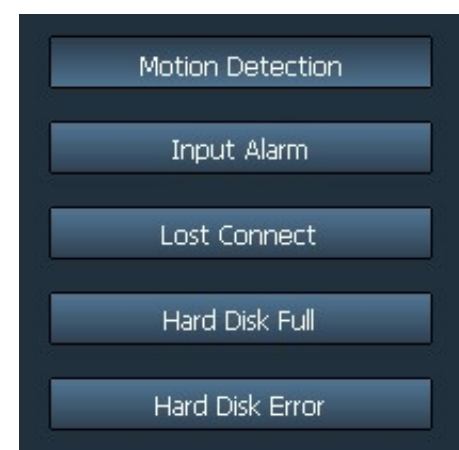 Motion Detection
Input Alarm
Lost Connect
Hard Disk Full
Hard Disk Error